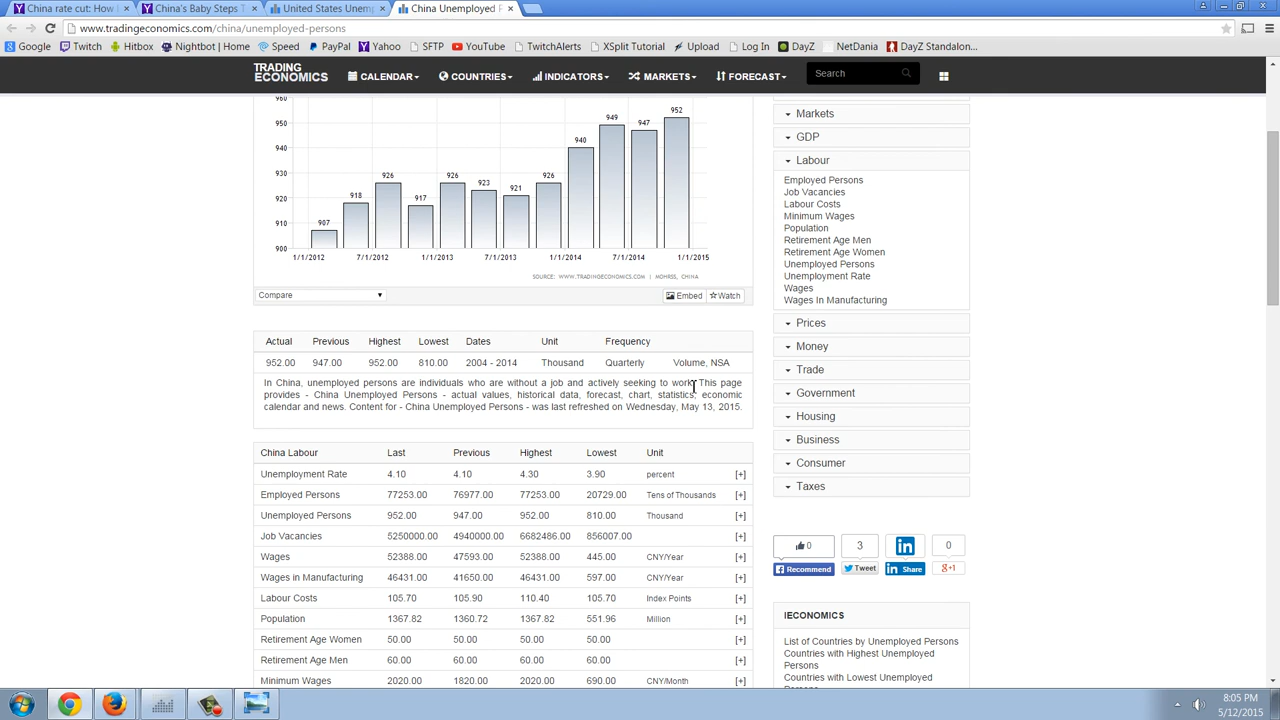 China rate cut: How
China's Baby Steps T
United States Unem
China Unemployed P
www.tradingeconomics.com/china/unemployed-persons
Google Twitch Hitbox Nightbot | Home Speed PayPal Yahoo SFTP YouTube TwitchAlerts XSplit Tutorial Upload Log In DayZ NetDania DayZ Standalon...
TRADING
ECONOMICS
CALENDAR COUNTRIES INDICATORS MARKETS FORECAST Search
960
950
940
930
920
910
900
907 918 926 917 926 923 921 926 940 949 947 952
1/1/2012 7/1/2012 1/1/2013 7/1/2013 1/1/2014 7/1/2014 1/1/2015
SOURCE: WWW.TRADINGECONOMICS.COM | MOHRSS, CHINA
Compare Embed Watch
Actual Previous Highest Lowest Dates Unit Frequency
952.00 947.00 952.00 810.00 2004 - 2014 Thousand Quarterly Volume, NSA
In China, unemployed persons are individuals who are without a job and actively seeking to work. This page
provides - China Unemployed Persons - actual values, historical data, forecast, chart, statistics, economic
calendar and news. Content for - China Unemployed Persons - was last refreshed on Wednesday, May 13, 2015.
China Labour Last Previous Highest Lowest Unit
Unemployment Rate 4.10 4.10 4.30 3.90 percent [+]
Employed Persons 77253.00 76977.00 77253.00 20729.00 Tens of Thousands [+]
Unemployed Persons 952.00 947.00 952.00 810.00 Thousand [+]
Job Vacancies 5250000.00 4940000.00 6682486.00 856007.00 [+]
Wages 52388.00 47593.00 52388.00 445.00 CNY/Year [+]
Wages in Manufacturing 46431.00 41650.00 46431.00 597.00 CNY/Year [+]
Labour Costs 105.70 105.90 110.40 105.70 Index Points [+]
Population 1367.82 1360.72 1367.82 551.96 Million [+]
Retirement Age Women 50.00 50.00 50.00 50.00 [+]
Retirement Age Men 60.00 60.00 60.00 60.00 [+]
Minimum Wages 2020.00 1820.00 2020.00 690.00 CNY/Month [+]
Markets
GDP
Labour
Employed Persons
Job Vacancies
Labour Costs
Minimum Wages
Population
Retirement Age Men
Retirement Age Women
Unemployed Persons
Unemployment Rate
Wages
Wages In Manufacturing
Prices
Money
Trade
Government
Housing
Business
Consumer
Taxes
0 3 in 0
Recommend Tweet in Share g+1
IECONOMICS
List of Countries by Unemployed Persons
Countries with Highest Unemployed
Persons
Countries with Lowest Unemployed
8:05 PM
5/12/2015